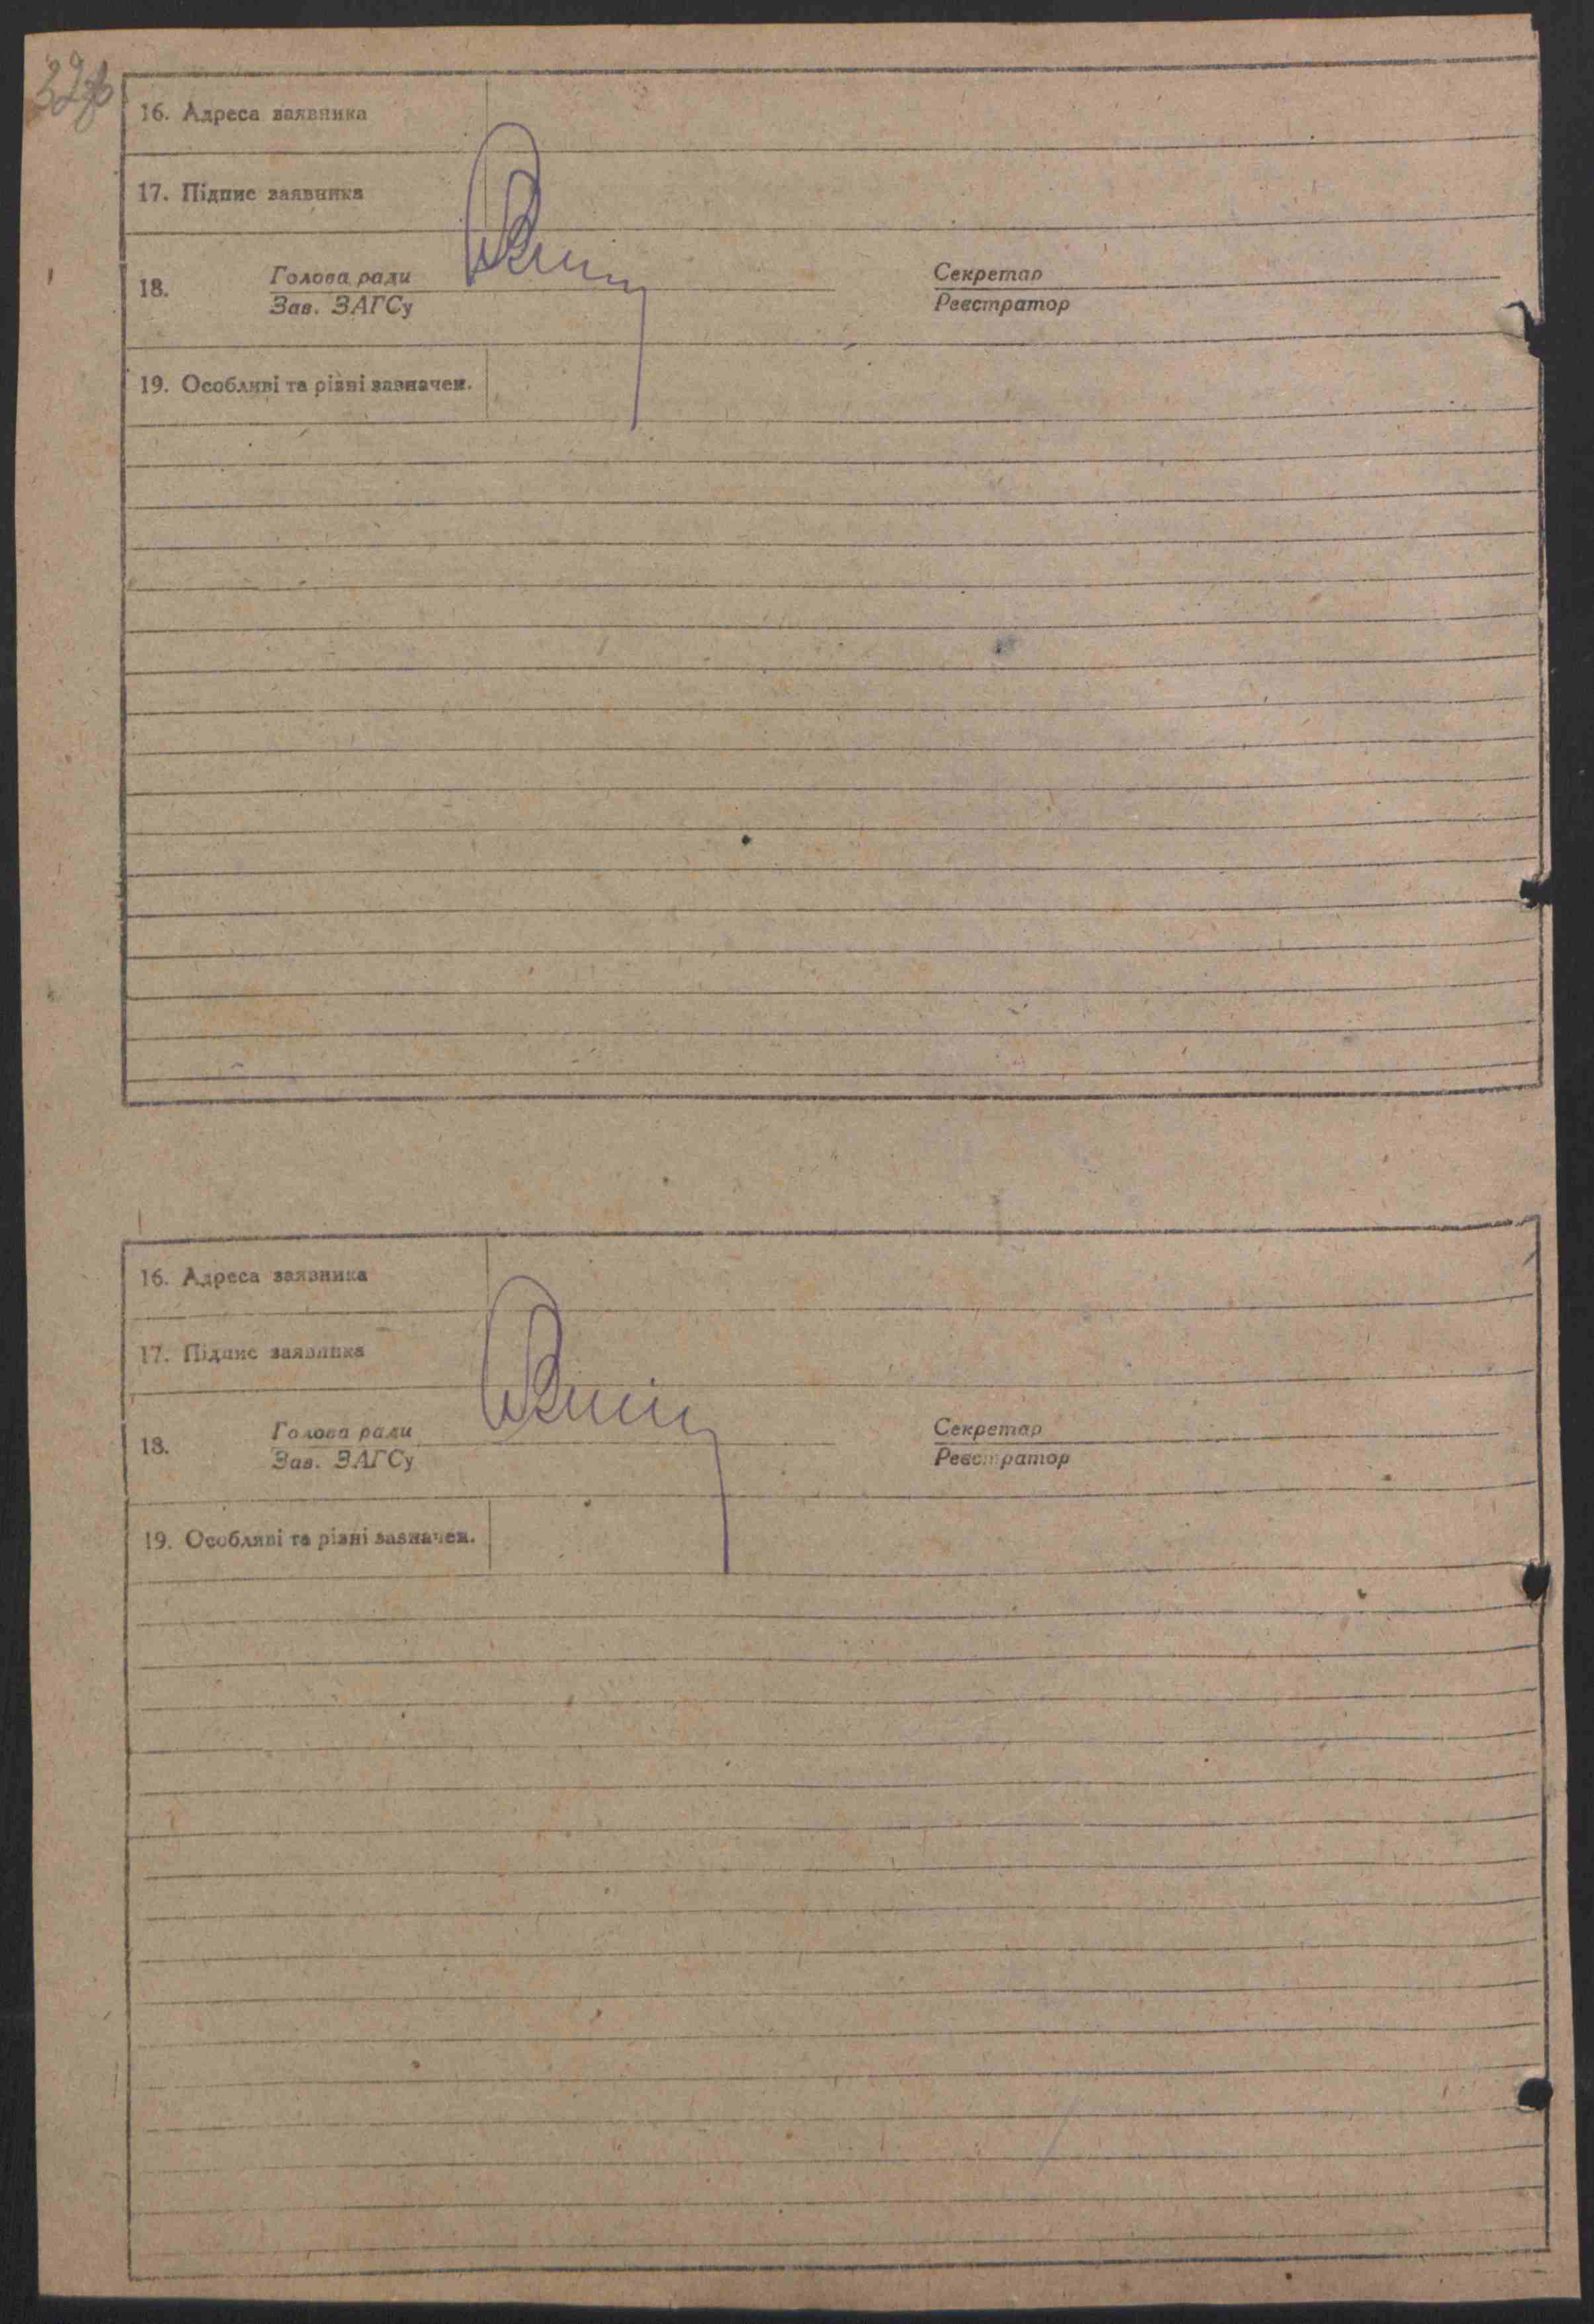 16. Адреса заявника
17. Підпис заявника
18. Голова ради Секретар
Зав. ЗАГСу Реєстратор
19. Особливі та різні зазначен.
16. Адреса заявника
17. Підпис заявника
18. Голова ради Секретар
Зав. ЗАГСу Реєстратор
19. Особливі та різні зазначен.